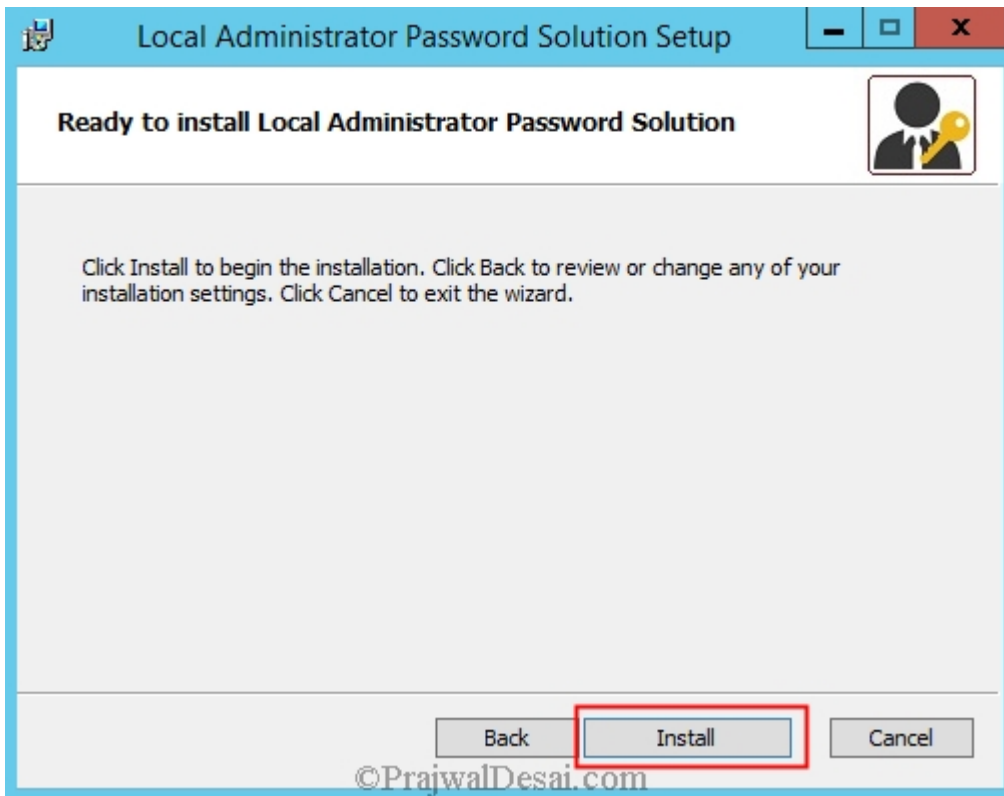 Local Administrator Password Solution Setup
Ready to install Local Administrator Password Solution
Click Install to begin the installation. Click Back to review or change any of your
installation settings. Click Cancel to exit the wizard.
Back Install Cancel
©PrajwalDesai.com